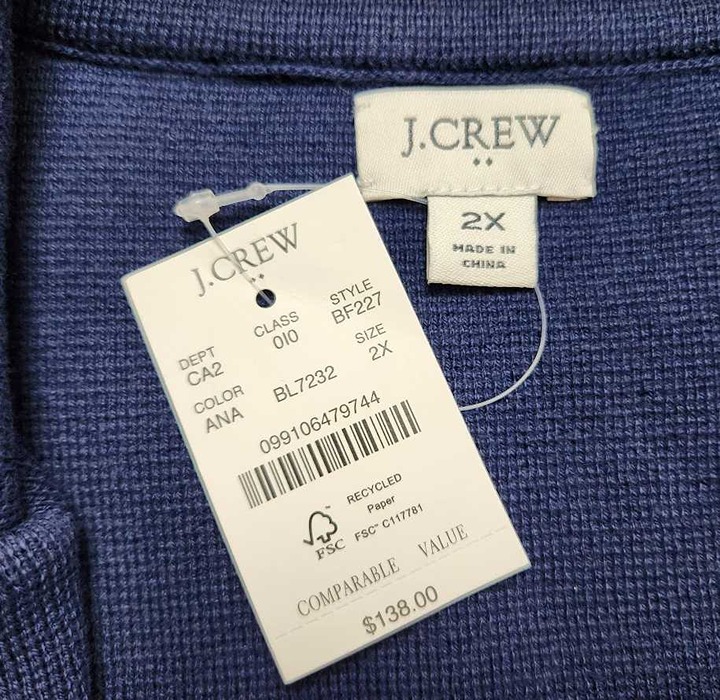 J.CREW
2X
MADE IN
CHINA
J.CREW
DEPT CLASS STYLE
CA2 010 BF227
COLOR SIZE
ANA BL7232 2X
099106479744
RECYCLED
Paper
FSC™ C117781
FSC
COMPARABLE VALUE
$138.00